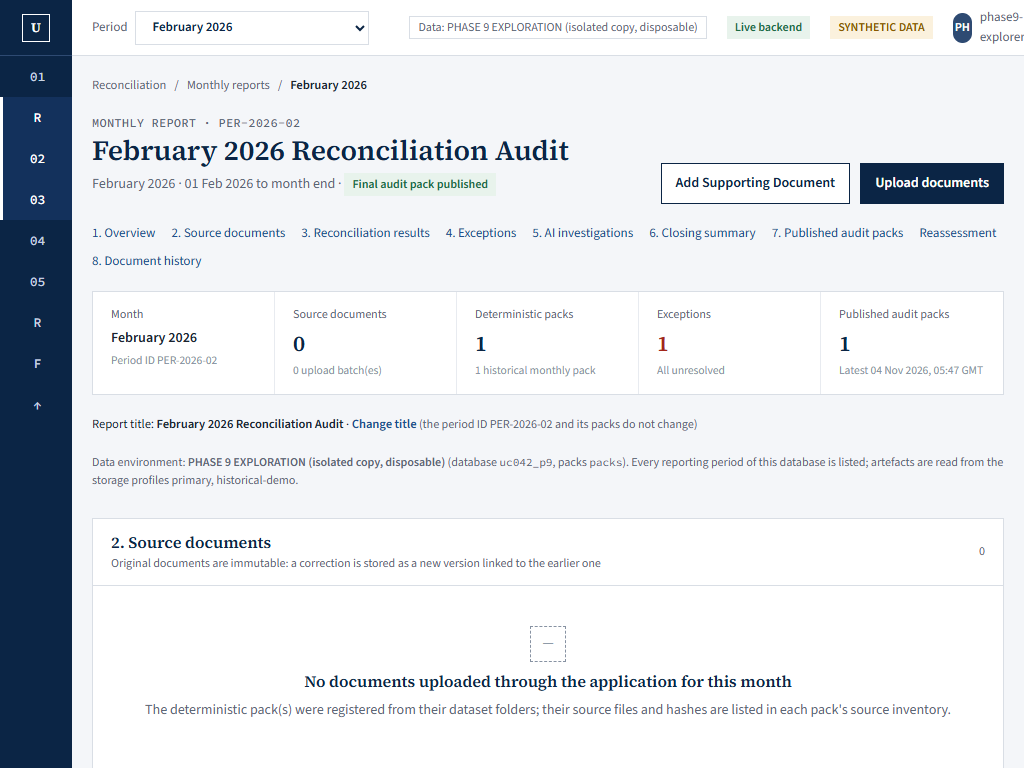 U
Period
February 2026
Data: PHASE 9 EXPLORATION (isolated copy, disposable)
Live backend
SYNTHETIC DATA
PH
phase9-
explorer
01
R
02
03
04
05
R
F
↑
Reconciliation / Monthly reports / February 2026
MONTHLY REPORT · PER-2026-02
February 2026 Reconciliation Audit
February 2026 · 01 Feb 2026 to month end · Final audit pack published
Add Supporting Document
Upload documents
1. Overview 2. Source documents 3. Reconciliation results 4. Exceptions 5. AI investigations 6. Closing summary 7. Published audit packs Reassessment
8. Document history
Month
February 2026
Period ID PER-2026-02
Source documents
0
0 upload batch(es)
Deterministic packs
1
1 historical monthly pack
Exceptions
1
All unresolved
Published audit packs
1
Latest 04 Nov 2026, 05:47 GMT
Report title: February 2026 Reconciliation Audit · Change title (the period ID PER-2026-02 and its packs do not change)
Data environment: PHASE 9 EXPLORATION (isolated copy, disposable) (database uc042_p9, packs packs). Every reporting period of this database is listed; artefacts are read from the
storage profiles primary, historical-demo.
2. Source documents
Original documents are immutable: a correction is stored as a new version linked to the earlier one
0
—
No documents uploaded through the application for this month
The deterministic pack(s) were registered from their dataset folders; their source files and hashes are listed in each pack's source inventory.